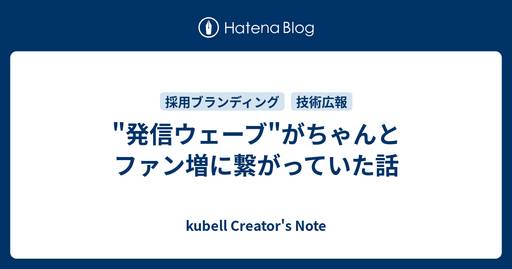 Hatena Blog
採用ブランディング 技術広報
"発信ウェーブ"がちゃんと
ファン増に繋がっていた話
kubell Creator's Note